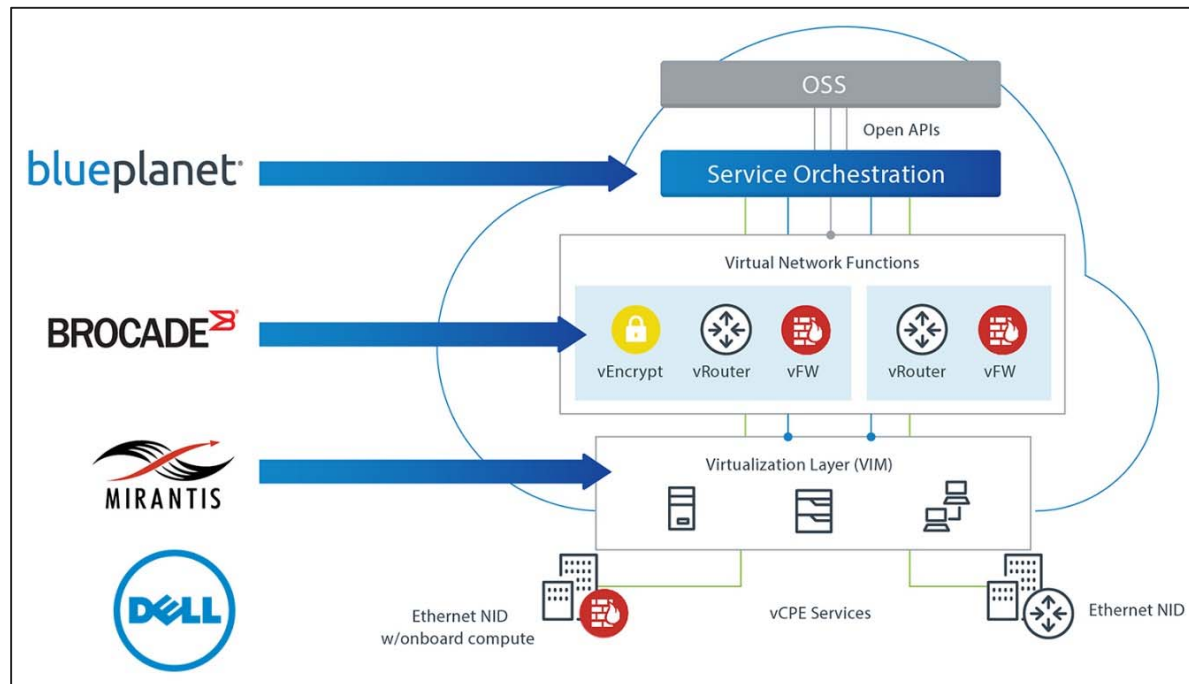 OSS
Open APIs
blueplanet
Service Orchestration
Virtual Network Functions
BROCADE
vEncrypt vRouter vFW vRouter vFW
Virtualization Layer (VIM)
MIRANTIS
DELL
Ethernet NID
w/onboard compute
vCPE Services
Ethernet NID